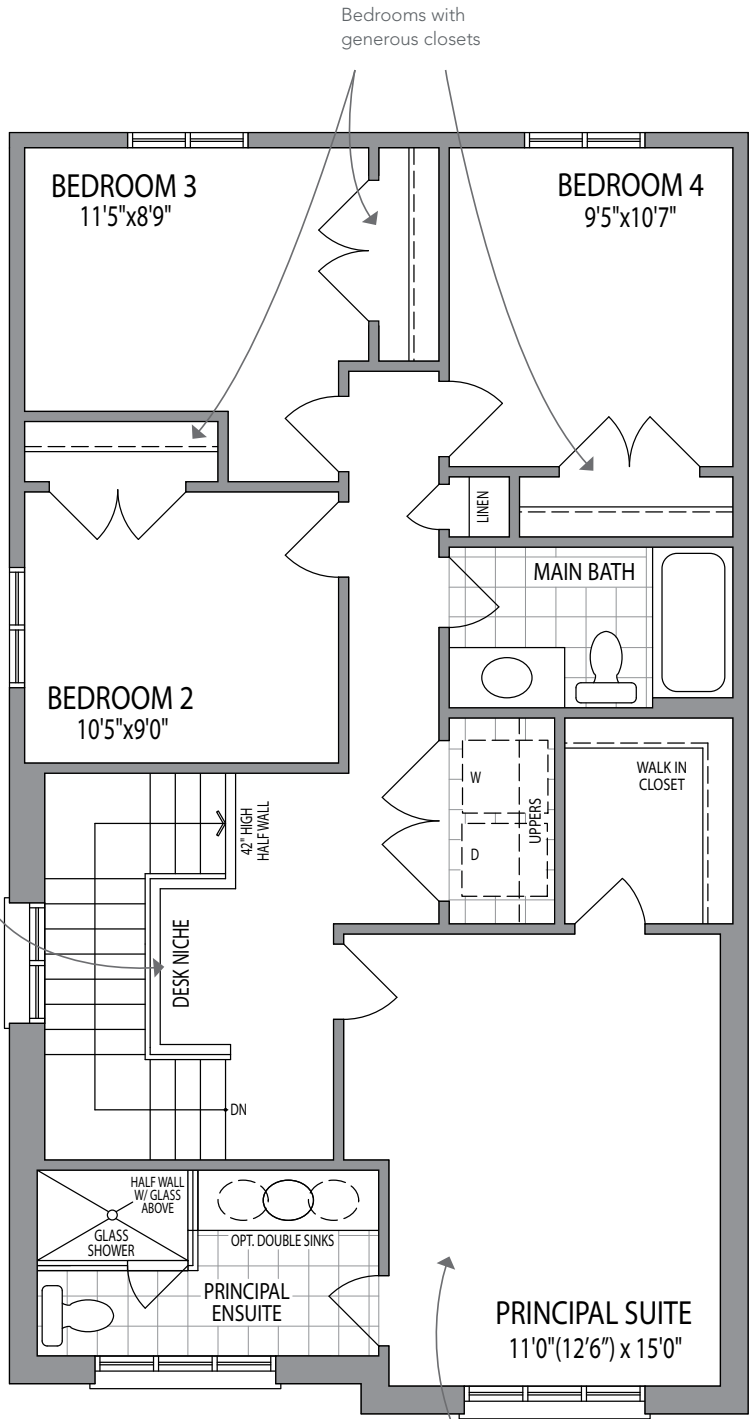 Bedrooms with
generous closets
BEDROOM 3
11'5"x8'9"
BEDROOM 4
9'5"x10'7"
LINEN
MAIN BATH
BEDROOM 2
10'5"x9'0"
W
D
UPPERS
WALK IN
CLOSET
42" HIGH
HALF WALL
DESK NICHE
DN
HALF WALL
W/ GLASS
ABOVE
GLASS
SHOWER
OPT. DOUBLE SINKS
PRINCIPAL
ENSUITE
PRINCIPAL SUITE
11'0"(12'6") x 15'0"